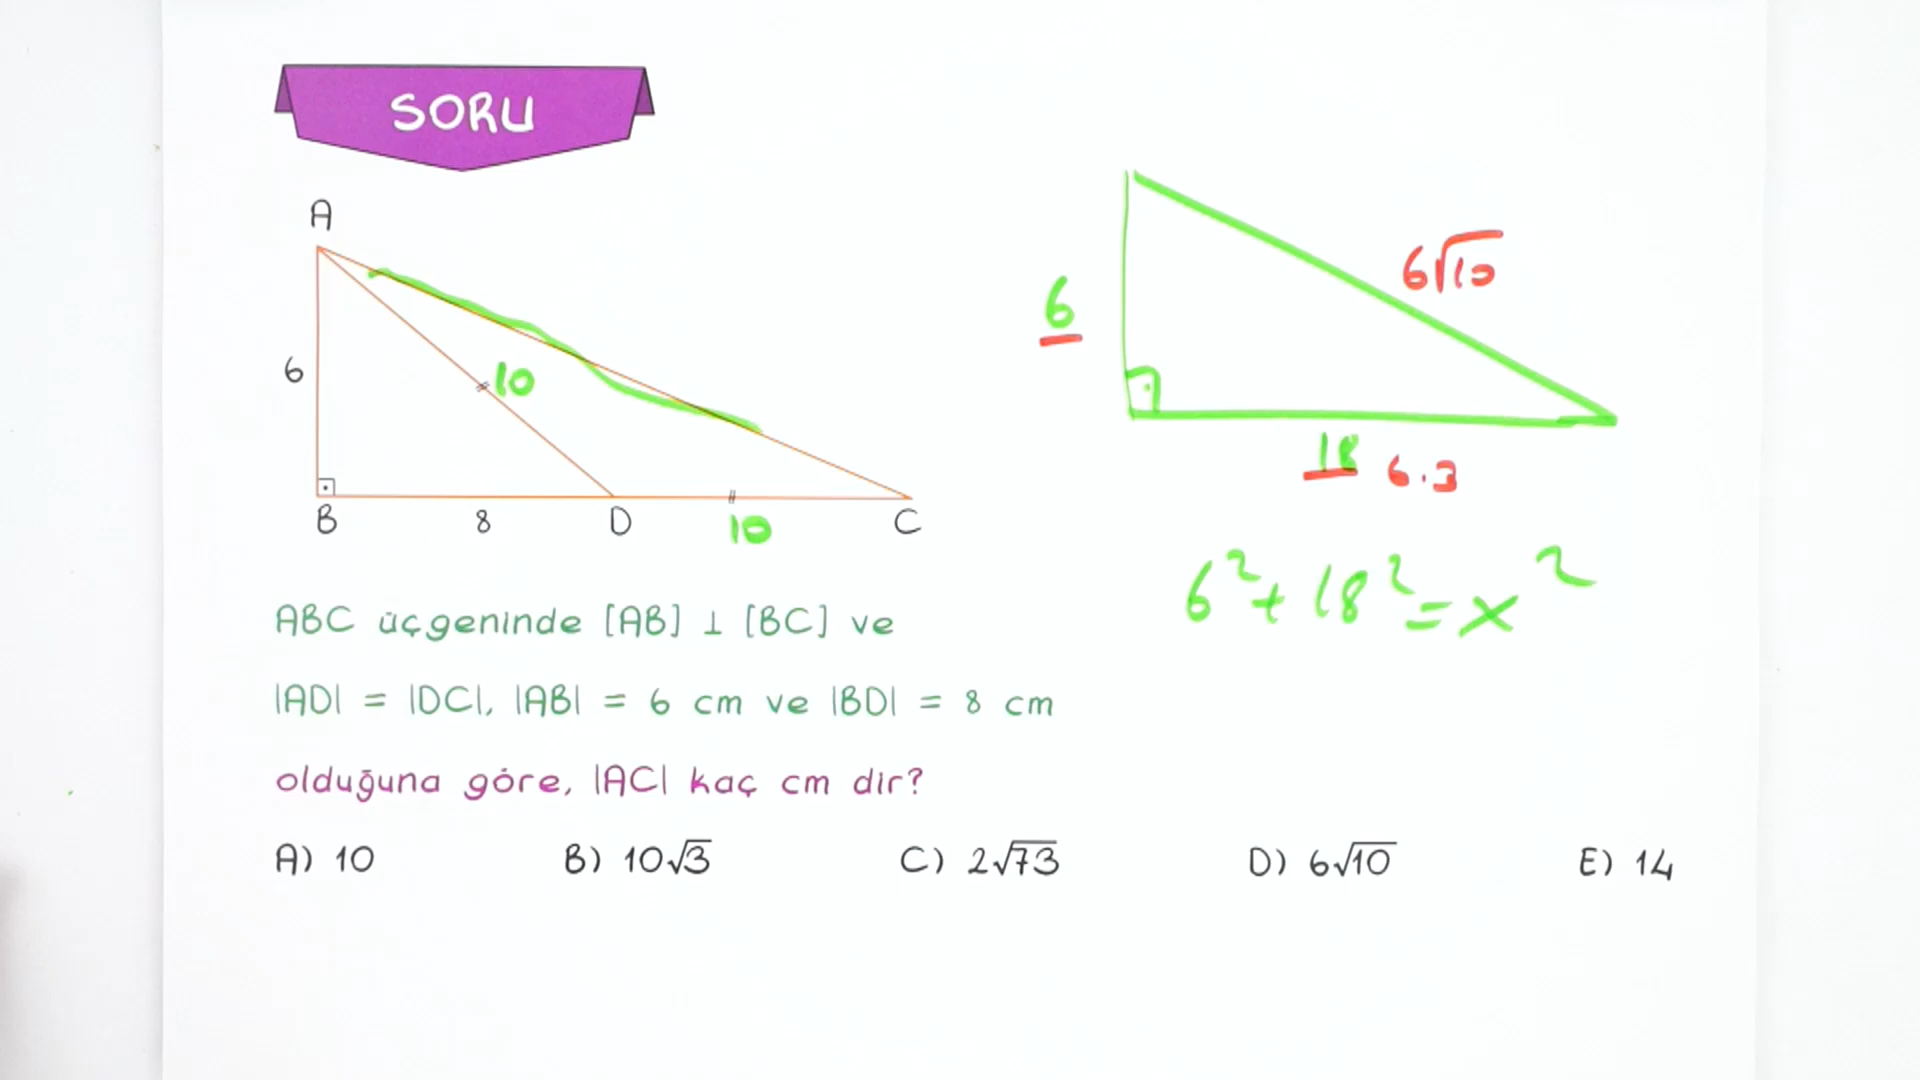 SORU
A
6
10
B
8
D
10
C
6
6√10
18
6.3
6² + 18² = x²
ABC üçgeninde [AB] ⊥ [BC] ve
|AD| = |DC|, |AB| = 6 cm ve |BD| = 8 cm
olduğuna göre, |AC| kaç cm dir?
A) 10 B) 10√3 C) 2√73 D) 6√10 E) 14